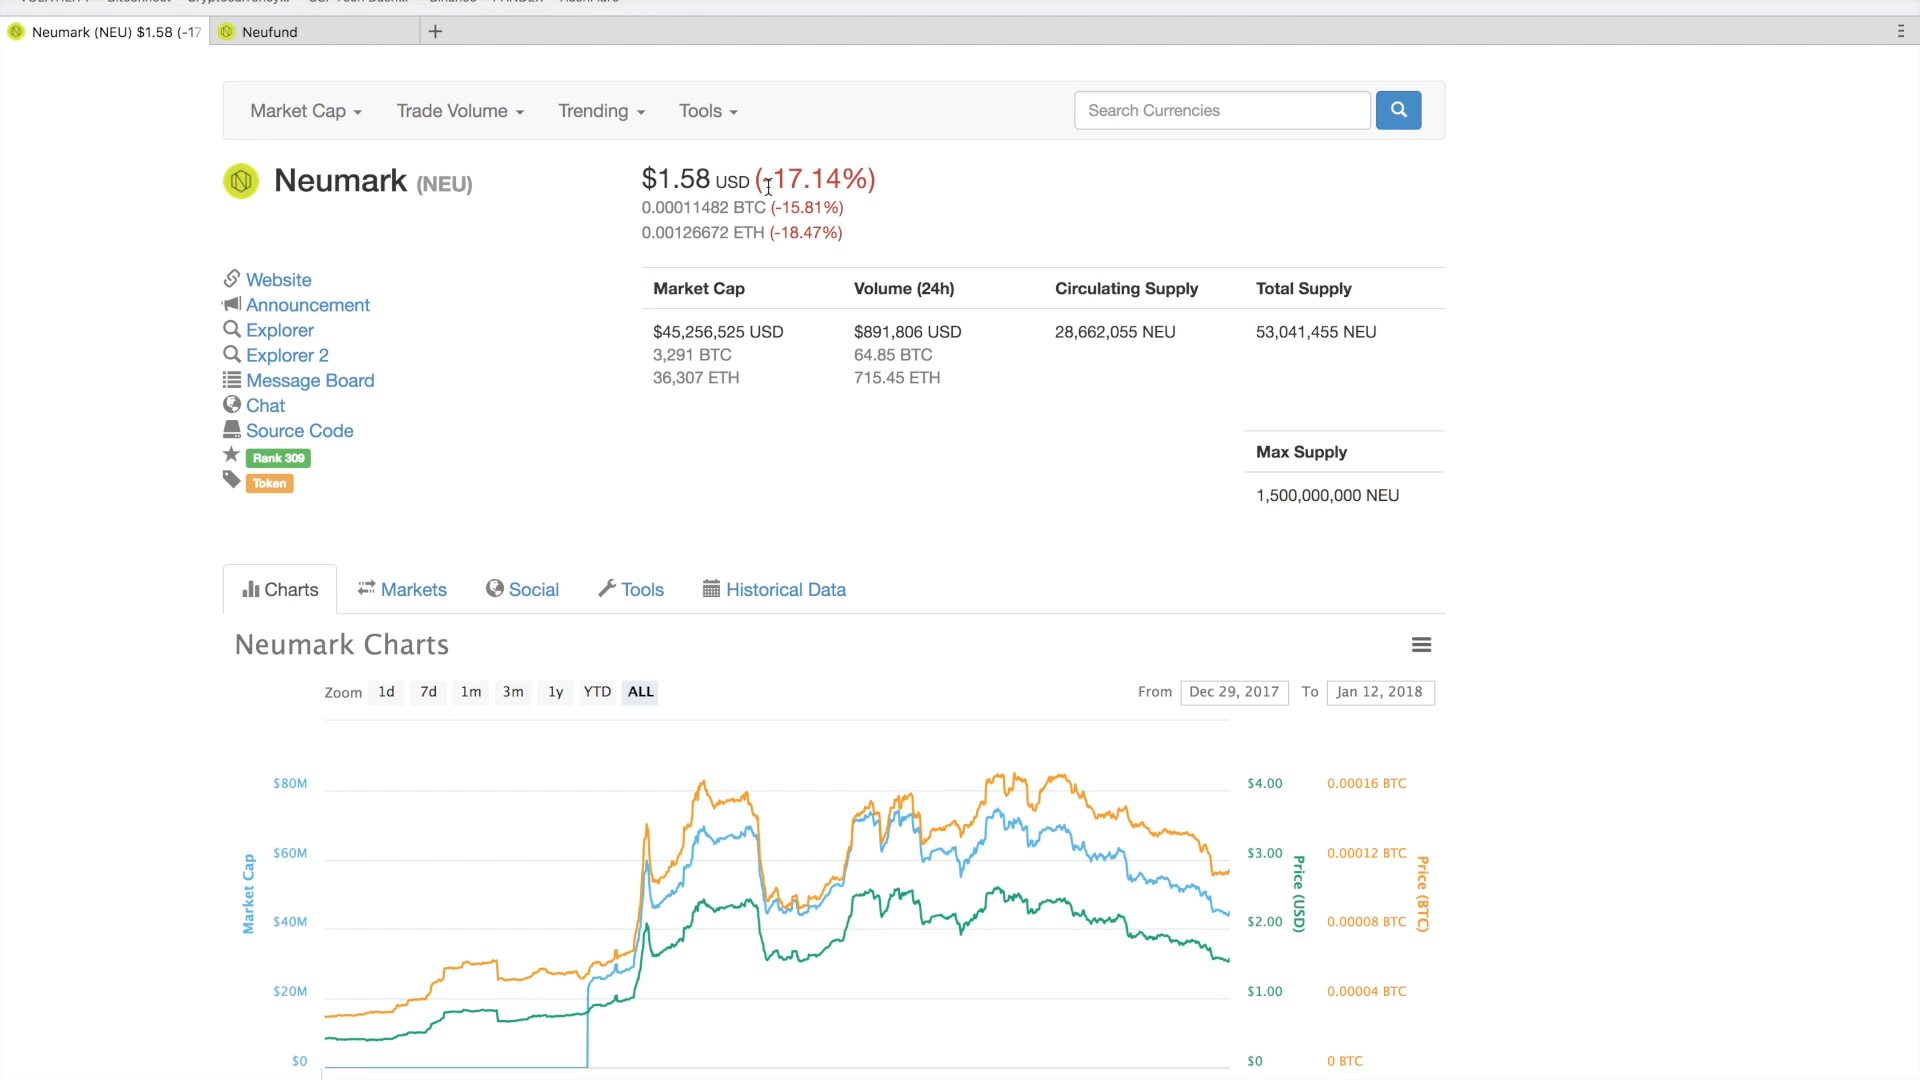 Neumark (NEU) $1.58 (-17
Neufund
Market Cap
Trade Volume
Trending
Tools
Search Currencies
Neumark (NEU)
$1.58 USD (-17.14%)
0.00011482 BTC (-15.81%)
0.00126672 ETH (-18.47%)
Website
Announcement
Explorer
Explorer 2
Message Board
Chat
Source Code
Rank 309
Token
Market Cap
Volume (24h)
Circulating Supply
Total Supply
$45,256,525 USD
$891,806 USD
28,662,055 NEU
53,041,455 NEU
3,291 BTC
64.85 BTC
36,307 ETH
715.45 ETH
Max Supply
1,500,000,000 NEU
Charts
Markets
Social
Tools
Historical Data
Neumark Charts
Zoom 1d 7d 1m 3m 1y YTD ALL
From Dec 29, 2017 To Jan 12, 2018
$80M
$60M
$40M
$20M
$0
Market Cap
$4.00
$3.00
$2.00
$1.00
$0
Price (USD)
0.00016 BTC
0.00012 BTC
0.00008 BTC
0.00004 BTC
0 BTC
Price (BTC)